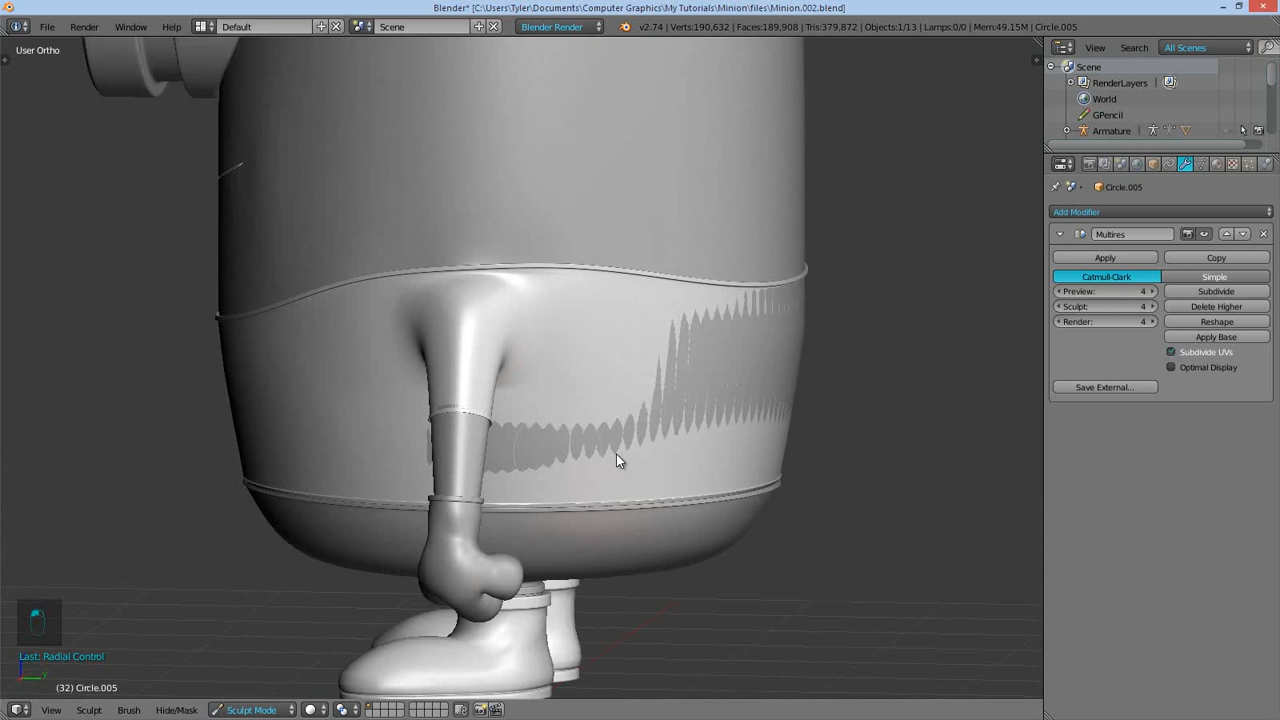 Blender* [C:\Users\Tyler\Documents\Computer Graphics\My Tutorials\Minion\files\Minion.002.blend]
File Render Window Help Default Scene Blender Render v2.74 | Verts:190,632 | Faces:189,908 | Tris:379,872 | Objects:1/13 | Lamps:0/0 | Mem:49.15M | Circle.005
User Ortho
View Search All Scenes
Scene
RenderLayers
World
GPencil
Armature
Circle.005
Add Modifier
Multires
Apply Copy
Catmull-Clark Simple
Preview: 4 Subdivide
Sculpt: 4 Delete Higher
Render: 4 Reshape
Apply Base
Subdivide UVs
Optimal Display
Save External...
Last: Radial Control
(32) Circle.005
View Sculpt Brush Hide/Mask Sculpt Mode